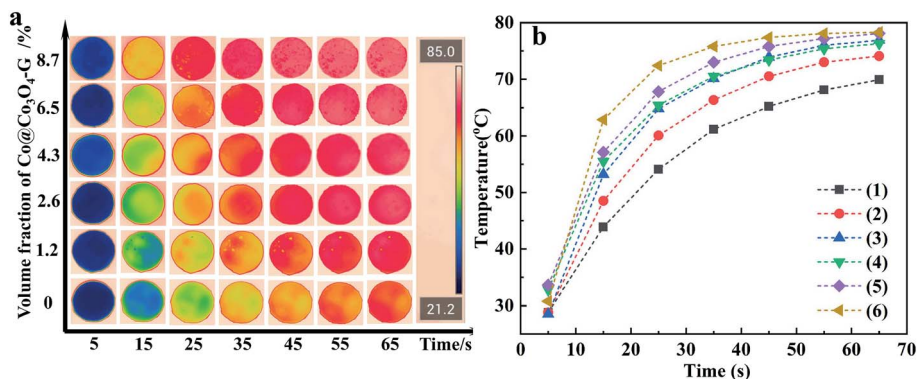 a
Volume fraction of Co@Co₃O₄-G /%
8.7
6.5
4.3
2.6
1.2
0
5 15 25 35 45 55 65 Time/s
85.0
21.2
b
Temperature(°C)
80
70
60
50
40
30
0 10 20 30 40 50 60 70
Time (s)
(1)
(2)
(3)
(4)
(5)
(6)